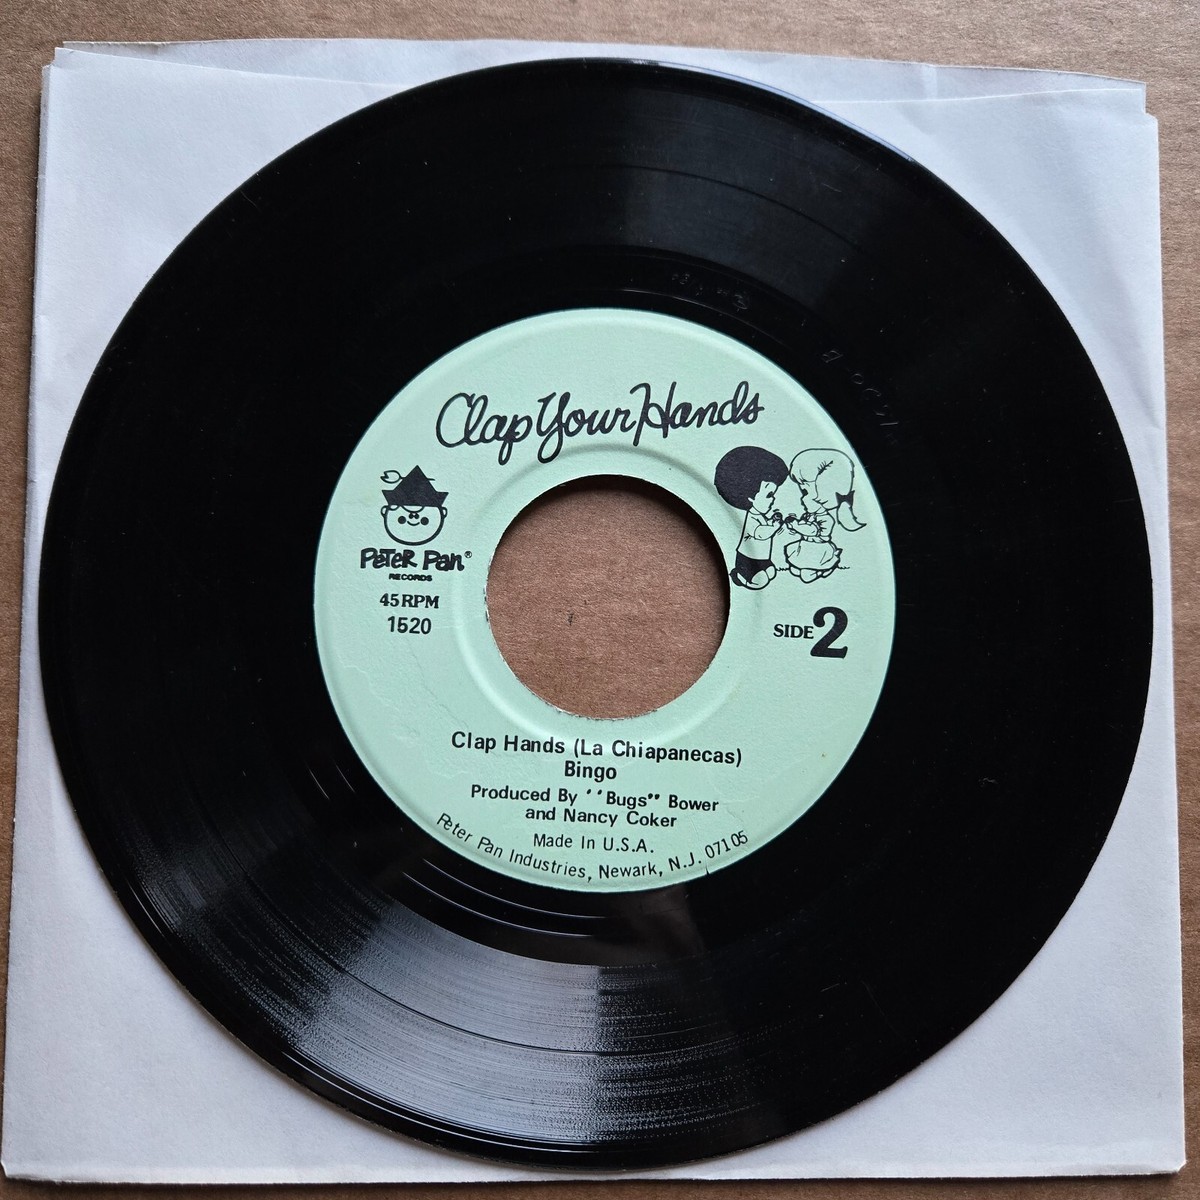 Clap Your Hands
PETER Pan®
RECORDS
45 RPM
1520
SIDE 2
Clap Hands (La Chiapanecas)
Bingo
Produced By ‘‘Bugs” Bower
and Nancy Coker
Made In U.S.A.
Peter Pan Industries, Newark, N.J. 07105